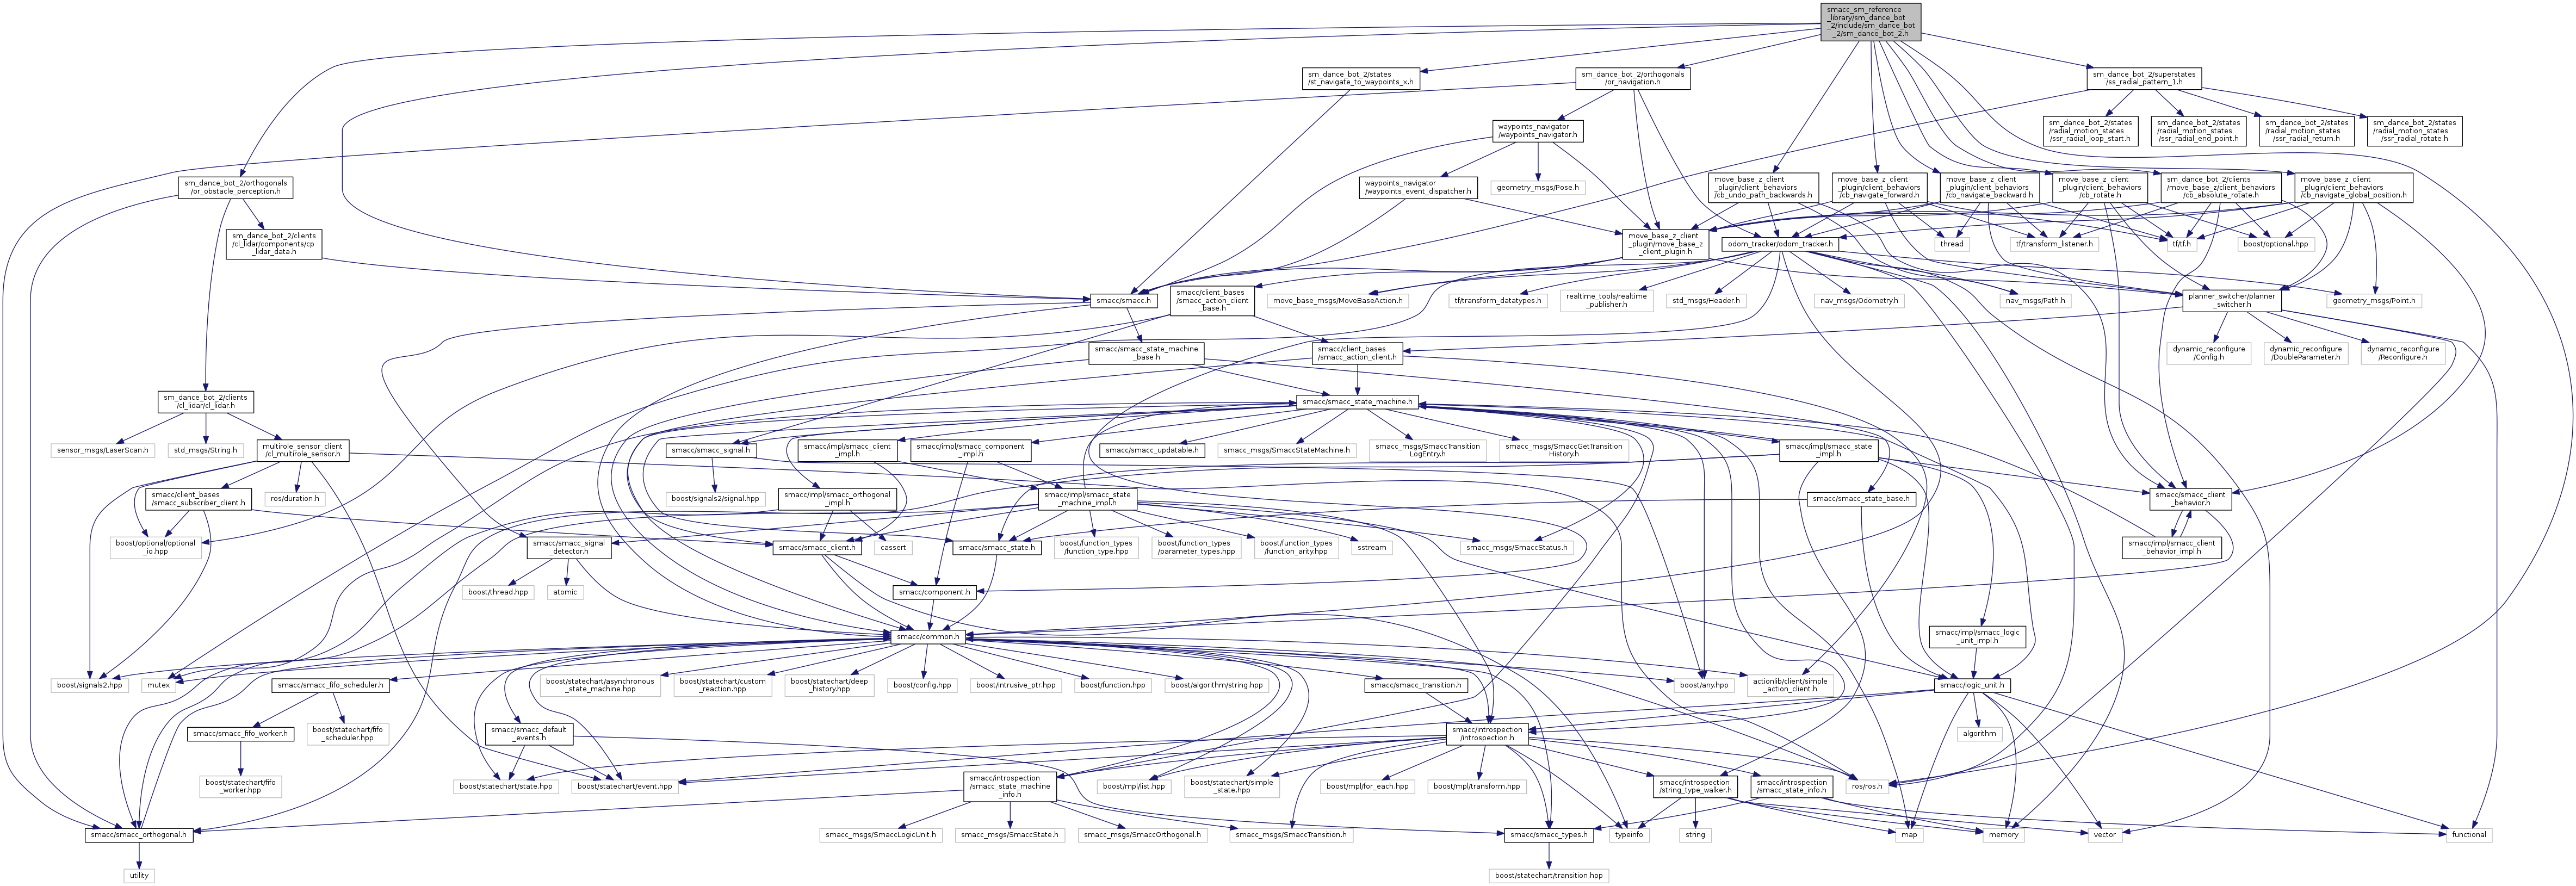 smacc_sm_reference
_library/sm_dance_bot
_2/include/sm_dance_bot
_2/sm_dance_bot_2.h
sm_dance_bot_2/states
/st_navigate_to_waypoints_x.h
sm_dance_bot_2/orthogonals
/or_navigation.h
sm_dance_bot_2/superstates
/ss_radial_pattern_1.h
waypoints_navigator
/waypoints_navigator.h
sm_dance_bot_2/states
/radial_motion_states
/ssr_radial_loop_start.h
sm_dance_bot_2/states
/radial_motion_states
/ssr_radial_end_point.h
sm_dance_bot_2/states
/radial_motion_states
/ssr_radial_return.h
sm_dance_bot_2/states
/radial_motion_states
/ssr_radial_rotate.h
sm_dance_bot_2/orthogonals
/or_obstacle_perception.h
waypoints_navigator
/waypoints_event_dispatcher.h
geometry_msgs/Pose.h
move_base_z_client
_plugin/client_behaviors
/cb_undo_path_backwards.h
move_base_z_client
_plugin/client_behaviors
/cb_navigate_forward.h
move_base_z_client
_plugin/client_behaviors
/cb_navigate_backward.h
move_base_z_client
_plugin/client_behaviors
/cb_rotate.h
sm_dance_bot_2/clients
/move_base_z/client_behaviors
/cb_absolute_rotate.h
move_base_z_client
_plugin/client_behaviors
/cb_navigate_global_position.h
sm_dance_bot_2/clients
/cl_lidar/components/cp
_lidar_data.h
move_base_z_client
_plugin/move_base_z
_client_plugin.h
odom_tracker/odom_tracker.h
thread
tf/transform_listener.h
tf/tf.h
boost/optional.hpp
smacc/smacc.h
smacc/client_bases
/smacc_action_client
_base.h
move_base_msgs/MoveBaseAction.h
tf/transform_datatypes.h
realtime_tools/realtime
_publisher.h
std_msgs/Header.h
nav_msgs/Odometry.h
nav_msgs/Path.h
planner_switcher/planner
_switcher.h
geometry_msgs/Point.h
smacc/smacc_state_machine
_base.h
smacc/client_bases
/smacc_action_client.h
dynamic_reconfigure
/Config.h
dynamic_reconfigure
/DoubleParameter.h
dynamic_reconfigure
/Reconfigure.h
sm_dance_bot_2/clients
/cl_lidar/cl_lidar.h
smacc/smacc_state_machine.h
sensor_msgs/LaserScan.h
std_msgs/String.h
multirole_sensor_client
/cl_multirole_sensor.h
smacc/smacc_signal.h
smacc/impl/smacc_client
_impl.h
smacc/impl/smacc_component
_impl.h
smacc/smacc_updatable.h
smacc_msgs/SmaccStateMachine.h
smacc_msgs/SmaccTransition
LogEntry.h
smacc_msgs/SmaccGetTransition
History.h
smacc/impl/smacc_state
_impl.h
smacc/client_bases
/smacc_subscriber_client.h
ros/duration.h
boost/signals2/signal.hpp
smacc/impl/smacc_orthogonal
_impl.h
smacc/impl/smacc_state
_machine_impl.h
smacc/smacc_state_base.h
smacc/smacc_client
_behavior.h
boost/optional/optional
_io.hpp
smacc/smacc_signal
_detector.h
smacc/smacc_client.h
cassert
smacc/smacc_state.h
boost/function_types
/function_type.hpp
boost/function_types
/parameter_types.hpp
boost/function_types
/function_arity.hpp
sstream
smacc_msgs/SmaccStatus.h
smacc/impl/smacc_client
_behavior_impl.h
boost/thread.hpp
atomic
smacc/component.h
smacc/common.h
smacc/impl/smacc_logic
_unit_impl.h
boost/signals2.hpp
mutex
smacc/smacc_fifo_scheduler.h
boost/statechart/asynchronous
_state_machine.hpp
boost/statechart/custom
_reaction.hpp
boost/statechart/deep
_history.hpp
boost/config.hpp
boost/intrusive_ptr.hpp
boost/function.hpp
boost/algorithm/string.hpp
smacc/smacc_transition.h
boost/any.hpp
actionlib/client/simple
_action_client.h
smacc/logic_unit.h
smacc/smacc_fifo_worker.h
boost/statechart/fifo
_scheduler.hpp
smacc/smacc_default
_events.h
smacc/introspection
/introspection.h
algorithm
boost/statechart/fifo
_worker.hpp
boost/statechart/state.hpp
boost/statechart/event.hpp
smacc/introspection
/smacc_state_machine
_info.h
boost/mpl/list.hpp
boost/statechart/simple
_state.hpp
boost/mpl/for_each.hpp
boost/mpl/transform.hpp
smacc/introspection
/string_type_walker.h
smacc/introspection
/smacc_state_info.h
ros/ros.h
smacc/smacc_orthogonal.h
smacc_msgs/SmaccLogicUnit.h
smacc_msgs/SmaccState.h
smacc_msgs/SmaccOrthogonal.h
smacc_msgs/SmaccTransition.h
smacc/smacc_types.h
typeinfo
string
map
memory
vector
functional
utility
boost/statechart/transition.hpp